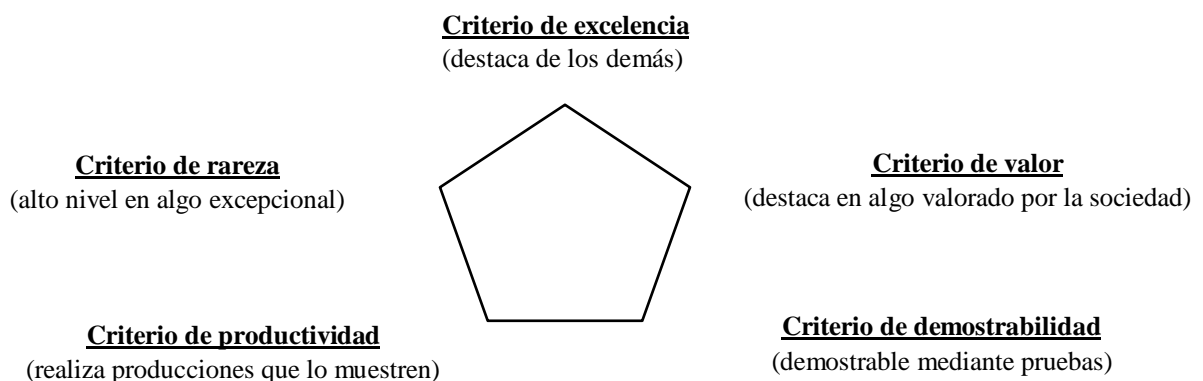 Criterio de excelencia
(destaca de los demás)
Criterio de rareza
(alto nivel en algo excepcional)
Criterio de valor
(destaca en algo valorado por la sociedad)
Criterio de productividad
(realiza producciones que lo muestren)
Criterio de demostrabilidad
(demostrable mediante pruebas)